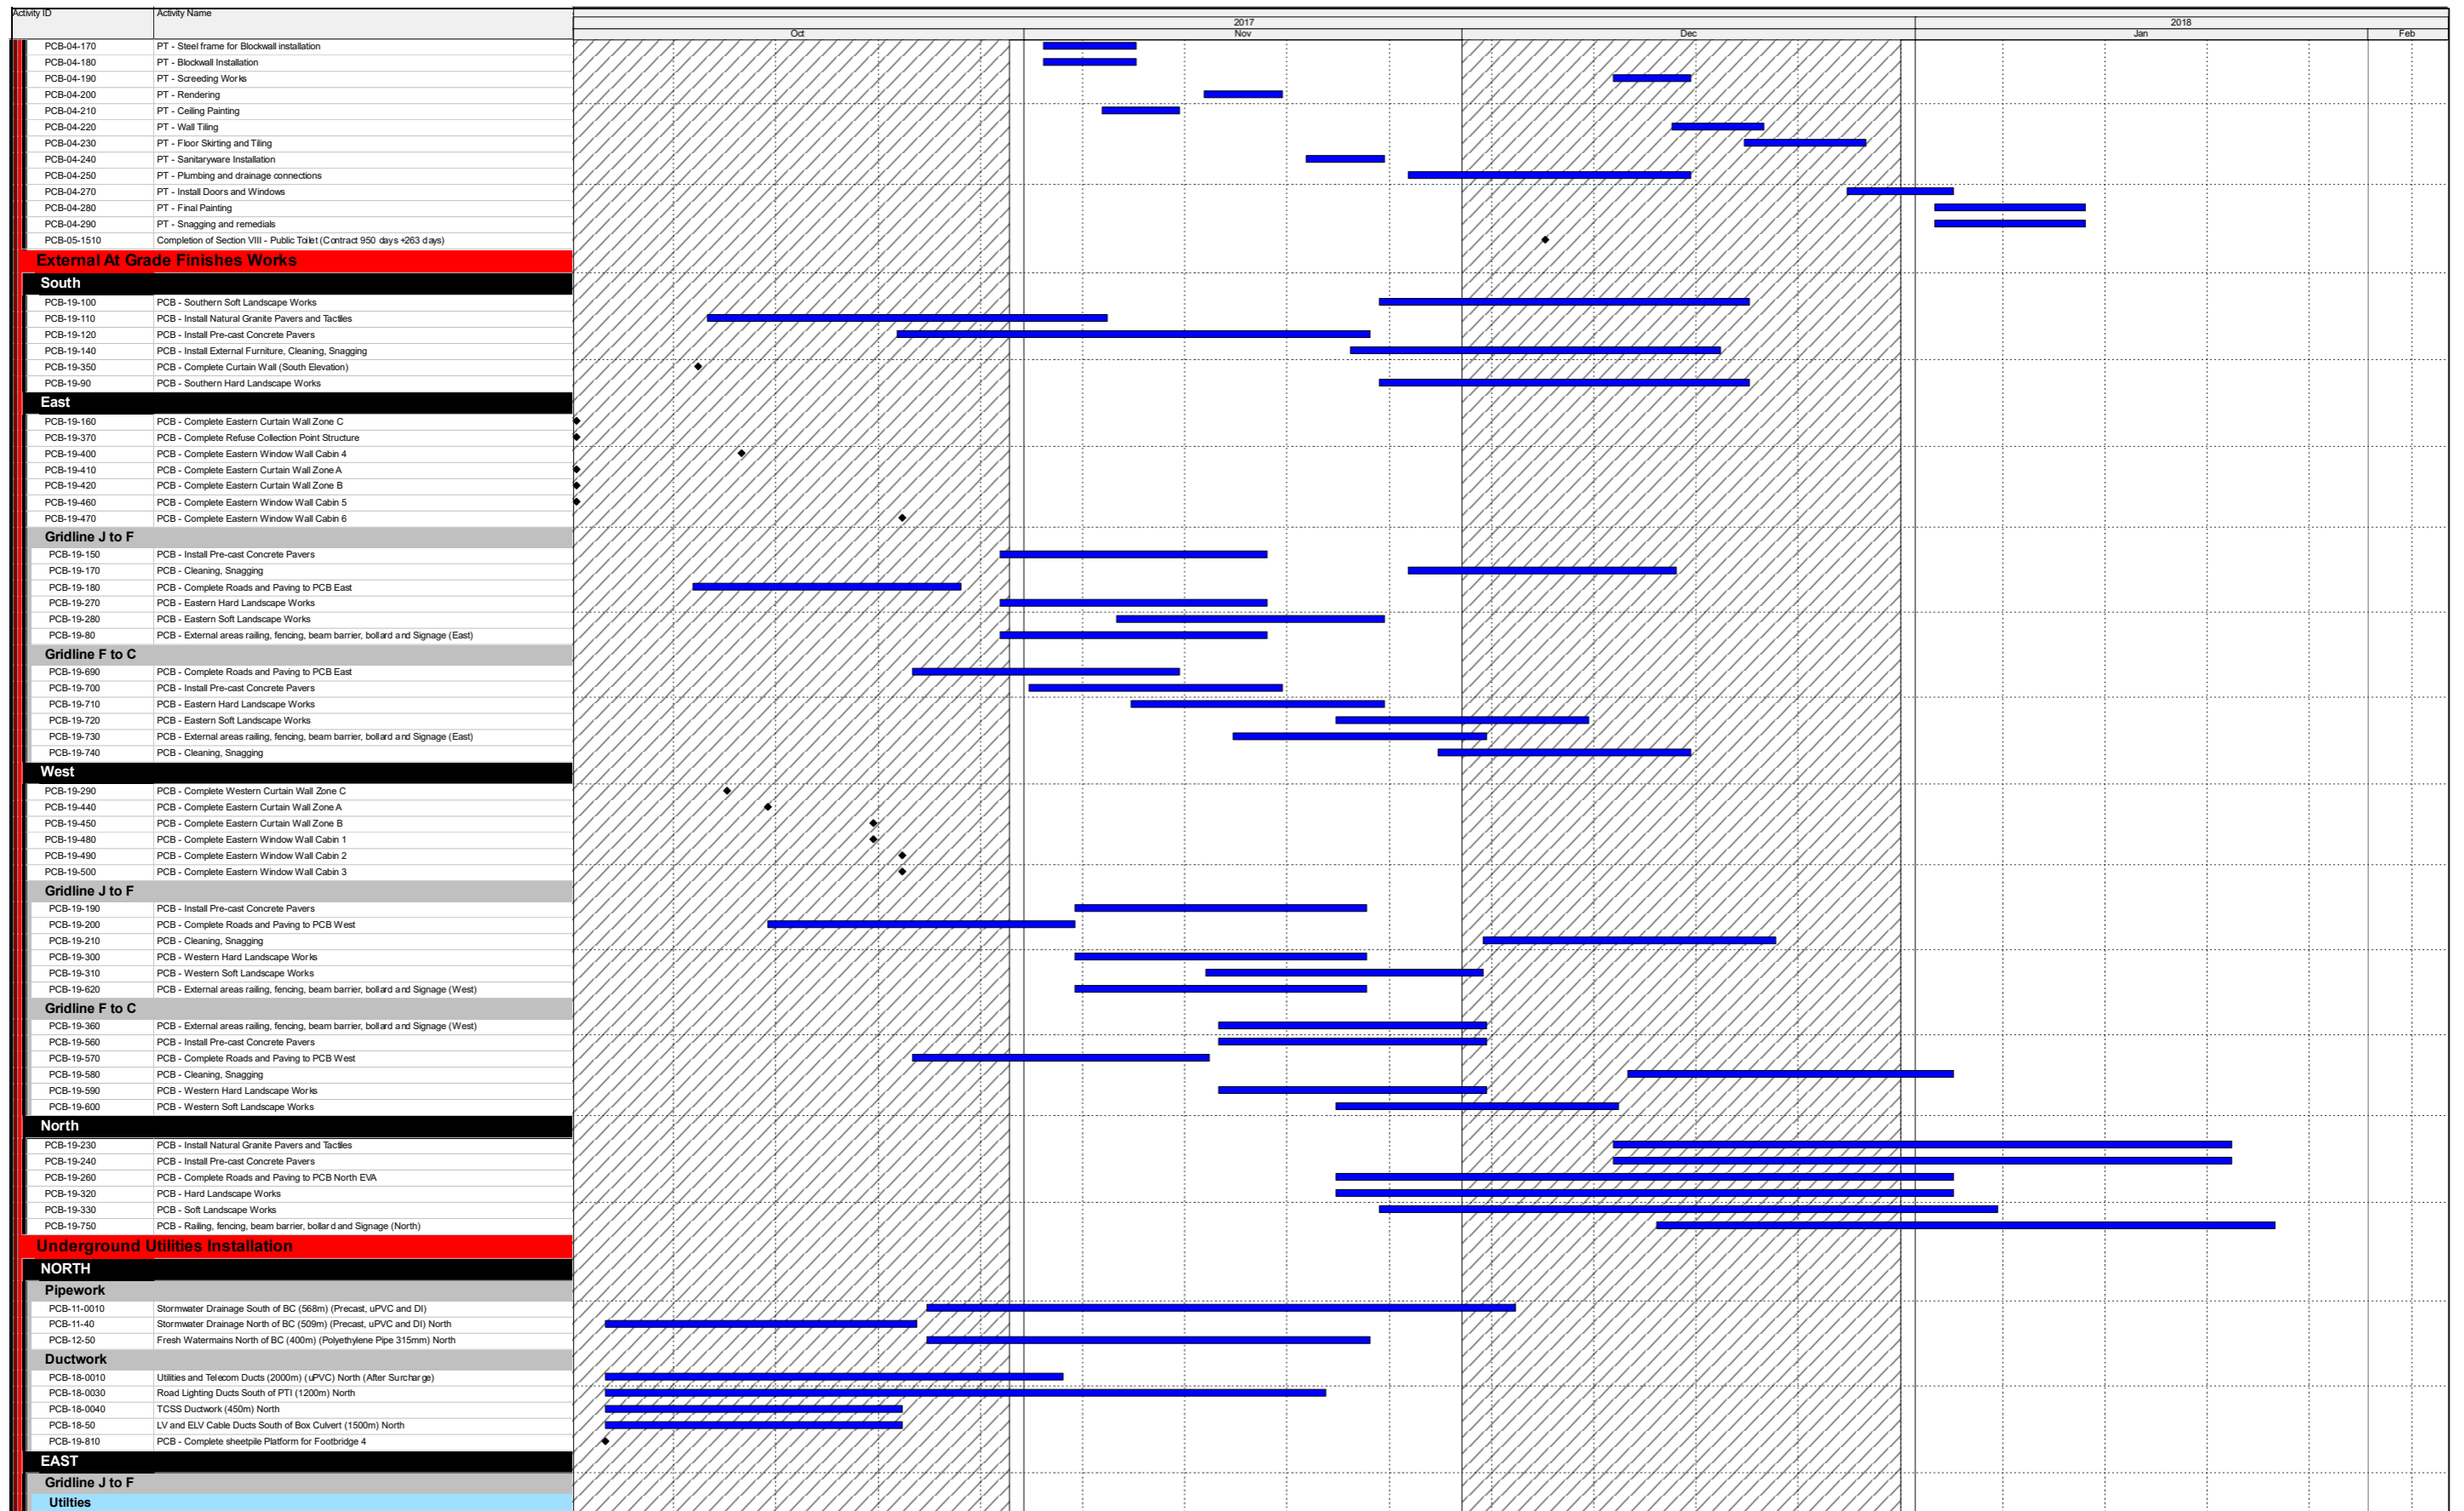 Activity ID Activity Name
2017 2018
Oct Nov Dec Jan Feb
PCB-04-170 PT - Steel frame for Blockwall installation
PCB-04-180 PT - Blockwall Installation
PCB-04-190 PT - Screeding Works
PCB-04-200 PT - Rendering
PCB-04-210 PT - Ceiling Painting
PCB-04-220 PT - Wall Tiling
PCB-04-230 PT - Floor Skirting and Tiling
PCB-04-240 PT - Sanitaryware Installation
PCB-04-250 PT - Plumbing and drainage connections
PCB-04-270 PT - Install Doors and Windows
PCB-04-280 PT - Final Painting
PCB-04-290 PT - Snagging and remedials
PCB-05-1510 Completion of Section VIII - Public Toilet (Contract 950 days +263 days)
External At Grade Finishes Works
South
PCB-19-100 PCB - Southern Soft Landscape Works
PCB-19-110 PCB - Install Natural Granite Pavers and Tactiles
PCB-19-120 PCB - Install Pre-cast Concrete Pavers
PCB-19-140 PCB - Install External Furniture, Cleaning, Snagging
PCB-19-350 PCB - Complete Curtain Wall (South Elevation)
PCB-19-90 PCB - Southern Hard Landscape Works
East
PCB-19-160 PCB - Complete Eastern Curtain Wall Zone C
PCB-19-370 PCB - Complete Refuse Collection Point Structure
PCB-19-400 PCB - Complete Eastern Window Wall Cabin 4
PCB-19-410 PCB - Complete Eastern Curtain Wall Zone A
PCB-19-420 PCB - Complete Eastern Curtain Wall Zone B
PCB-19-460 PCB - Complete Eastern Window Wall Cabin 5
PCB-19-470 PCB - Complete Eastern Window Wall Cabin 6
Gridline J to F
PCB-19-150 PCB - Install Pre-cast Concrete Pavers
PCB-19-170 PCB - Cleaning, Snagging
PCB-19-180 PCB - Complete Roads and Paving to PCB East
PCB-19-270 PCB - Eastern Hard Landscape Works
PCB-19-280 PCB - Eastern Soft Landscape Works
PCB-19-80 PCB - External areas railing, fencing, beam barrier, bollard and Signage (East)
Gridline F to C
PCB-19-690 PCB - Complete Roads and Paving to PCB East
PCB-19-700 PCB - Install Pre-cast Concrete Pavers
PCB-19-710 PCB - Eastern Hard Landscape Works
PCB-19-720 PCB - Eastern Soft Landscape Works
PCB-19-730 PCB - External areas railing, fencing, beam barrier, bollard and Signage (East)
PCB-19-740 PCB - Cleaning, Snagging
West
PCB-19-290 PCB - Complete Western Curtain Wall Zone C
PCB-19-440 PCB - Complete Eastern Curtain Wall Zone A
PCB-19-450 PCB - Complete Eastern Curtain Wall Zone B
PCB-19-480 PCB - Complete Eastern Window Wall Cabin 1
PCB-19-490 PCB - Complete Eastern Window Wall Cabin 2
PCB-19-500 PCB - Complete Eastern Window Wall Cabin 3
Gridline J to F
PCB-19-190 PCB - Install Pre-cast Concrete Pavers
PCB-19-200 PCB - Complete Roads and Paving to PCB West
PCB-19-210 PCB - Cleaning, Snagging
PCB-19-300 PCB - Western Hard Landscape Works
PCB-19-310 PCB - Western Soft Landscape Works
PCB-19-620 PCB - External areas railing, fencing, beam barrier, bollard and Signage (West)
Gridline F to C
PCB-19-360 PCB - External areas railing, fencing, beam barrier, bollard and Signage (West)
PCB-19-560 PCB - Install Pre-cast Concrete Pavers
PCB-19-570 PCB - Complete Roads and Paving to PCB West
PCB-19-580 PCB - Cleaning, Snagging
PCB-19-590 PCB - Western Hard Landscape Works
PCB-19-600 PCB - Western Soft Landscape Works
North
PCB-19-230 PCB - Install Natural Granite Pavers and Tactiles
PCB-19-240 PCB - Install Pre-cast Concrete Pavers
PCB-19-260 PCB - Complete Roads and Paving to PCB North EVA
PCB-19-320 PCB - Hard Landscape Works
PCB-19-330 PCB - Soft Landscape Works
PCB-19-750 PCB - Railing, fencing, beam barrier, bollard and Signage (North)
Underground Utilities Installation
NORTH
Pipework
PCB-11-0010 Stormwater Drainage South of BC (568m) (Precast, uPVC and DI)
PCB-11-40 Stormwater Drainage North of BC (509m) (Precast, uPVC and DI) North
PCB-12-50 Fresh Watermains North of BC (400m) (Polyethylene Pipe 315mm) North
Ductwork
PCB-18-0010 Utilities and Telecom Ducts (2000m) (uPVC) North (After Surcharge)
PCB-18-0030 Road Lighting Ducts South of PTI (1200m) North
PCB-18-0040 TCSS Ductwork (450m) North
PCB-18-50 LV and ELV Cable Ducts South of Box Culvert (1500m) North
PCB-19-810 PCB - Complete sheetpile Platform for Footbridge 4
EAST
Gridline J to F
Utilties